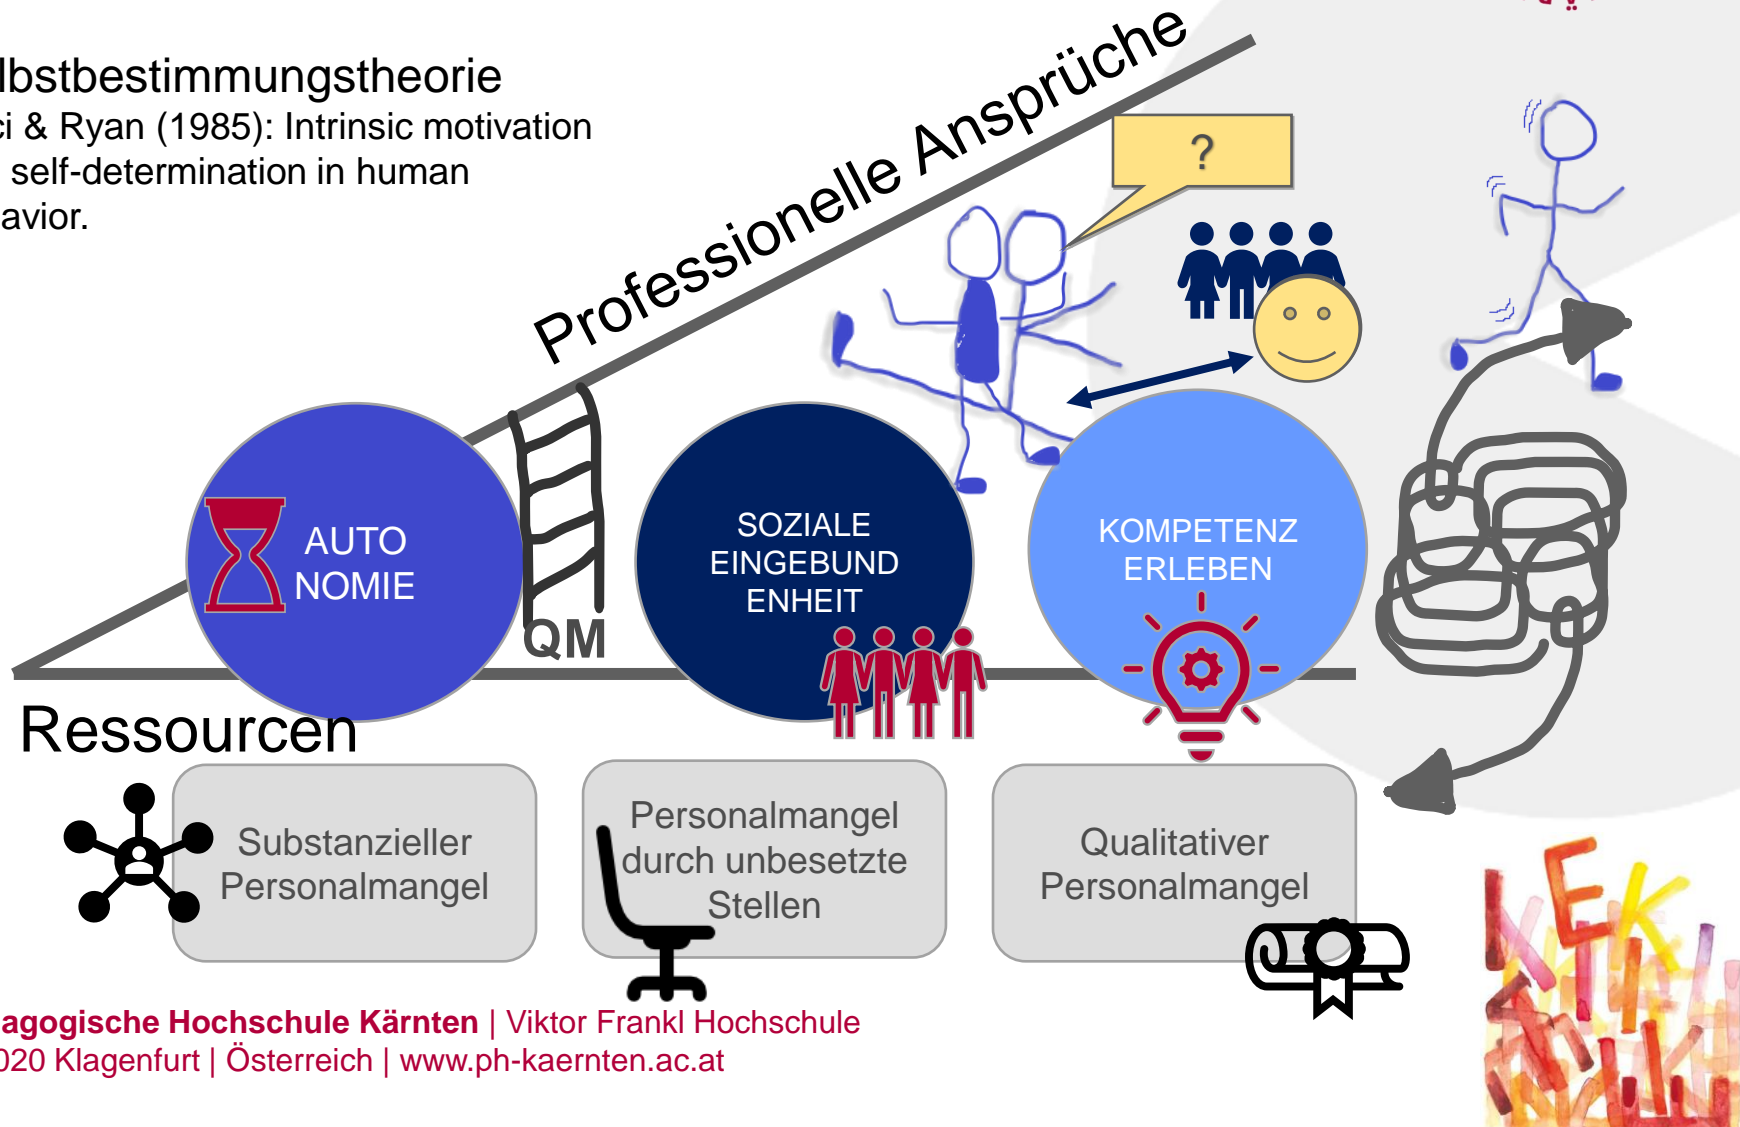 lbstbestimmungstheorie
ci & Ryan (1985): Intrinsic motivation
self-determination in human
avior.
Professionelle Ansprüche
?
AUTO
NOMIE
QM
SOZIALE
EINGEBUND
ENHEIT
KOMPETENZ
ERLEBEN
Ressourcen
Substanzieller
Personalmangel
Personalmangel
durch unbesetzte
Stellen
Qualitativer
Personalmangel
agogische Hochschule Kärnten | Viktor Frankl Hochschule
020 Klagenfurt | Österreich | www.ph-kaernten.ac.at